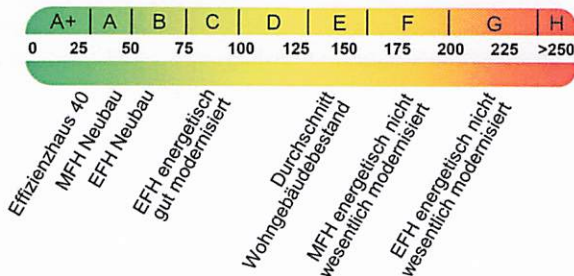 A+ A B C D E F G H
0 25 50 75 100 125 150 175 200 225 >250
Effizienzhaus 40
MFH Neubau
EFH Neubau
EFH energetisch
gut modernisiert
Durchschnitt
Wohngebäudebestand
MFH energetisch nicht
wesentlich modernisiert
EFH energetisch nicht
wesentlich modernisiert